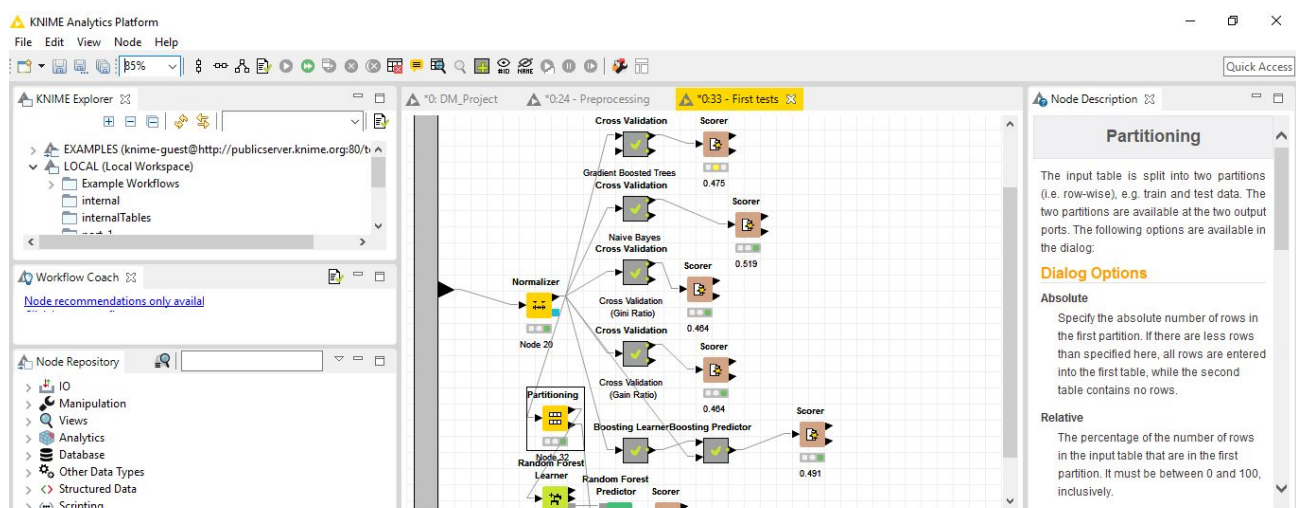 KNIME Analytics Platform
File Edit View Node Help
85%
Quick Access
KNIME Explorer
EXAMPLES (knime-guest@http://publicserver.knime.org:80/t
LOCAL (Local Workspace)
Example Workflows
internal
internalTables
Workflow Coach
Node recommendations only availal
Node Repository
IO
Manipulation
Views
Analytics
Database
Other Data Types
Structured Data
Scripting
*0: DM_Project
*0:24 - Preprocessing
*0:33 - First tests
Cross Validation
Scorer
Gradient Boosted Trees
0.475
Cross Validation
Scorer
Naive Bayes
0.519
Cross Validation
Scorer
Normalizer
Cross Validation
(Gini Ratio)
0.464
Node 20
Cross Validation
Scorer
Cross Validation
(Gain Ratio)
0.464
Partitioning
Scorer
Boosting Learner
Boosting Predictor
0.491
Node 32
Random Forest
Learner
Random Forest
Predictor
Scorer
Node Description
Partitioning
The input table is split into two partitions
(i.e. row-wise), e.g. train and test data. The
two partitions are available at the two output
ports. The following options are available in
the dialog:
Dialog Options
Absolute
Specify the absolute number of rows in
the first partition. If there are less rows
than specified here, all rows are entered
into the first table, while the second
table contains no rows.
Relative
The percentage of the number of rows
in the input table that are in the first
partition. It must be between 0 and 100,
inclusively.